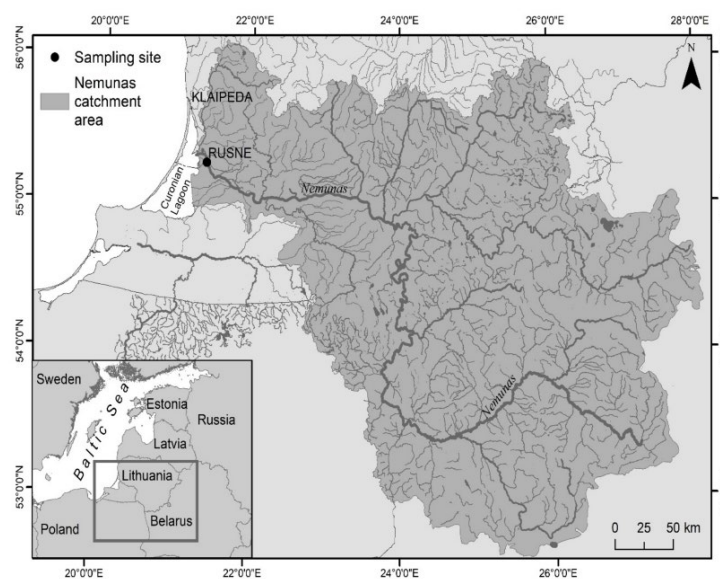 20°0'0"E 22°0'0"E 24°0'0"E 26°0'0"E 28°0'0"E
56°0'0"N
55°0'0"N
54°0'0"N
53°0'0"N
Sampling site
Nemunas
catchment
area
N
KLAIPEDA
RUSNE
Curonian
Lagoon
Nemunas
Nemunas
Sweden
Baltic Sea
Estonia
Russia
Latvia
Lithuania
Belarus
Poland
0 25 50 km
20°0'0"E 22°0'0"E 24°0'0"E 26°0'0"E